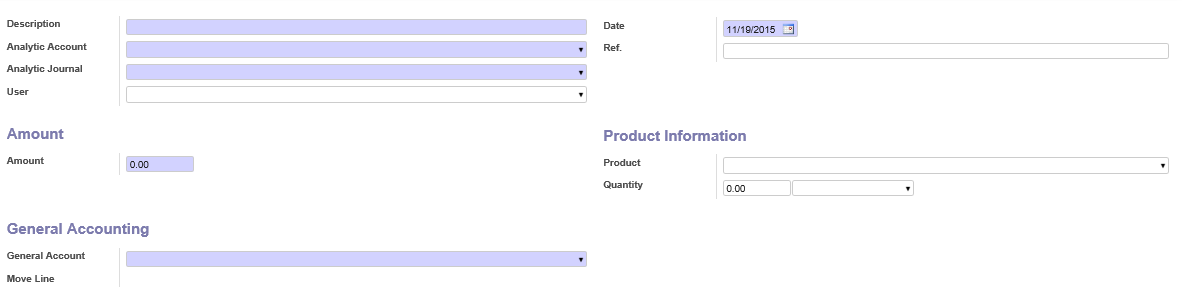 Description
Analytic Account
Analytic Journal
User
Date 11/19/2015
Ref.
Amount
Amount 0.00
Product Information
Product
Quantity 0.00
General Accounting
General Account
Move Line